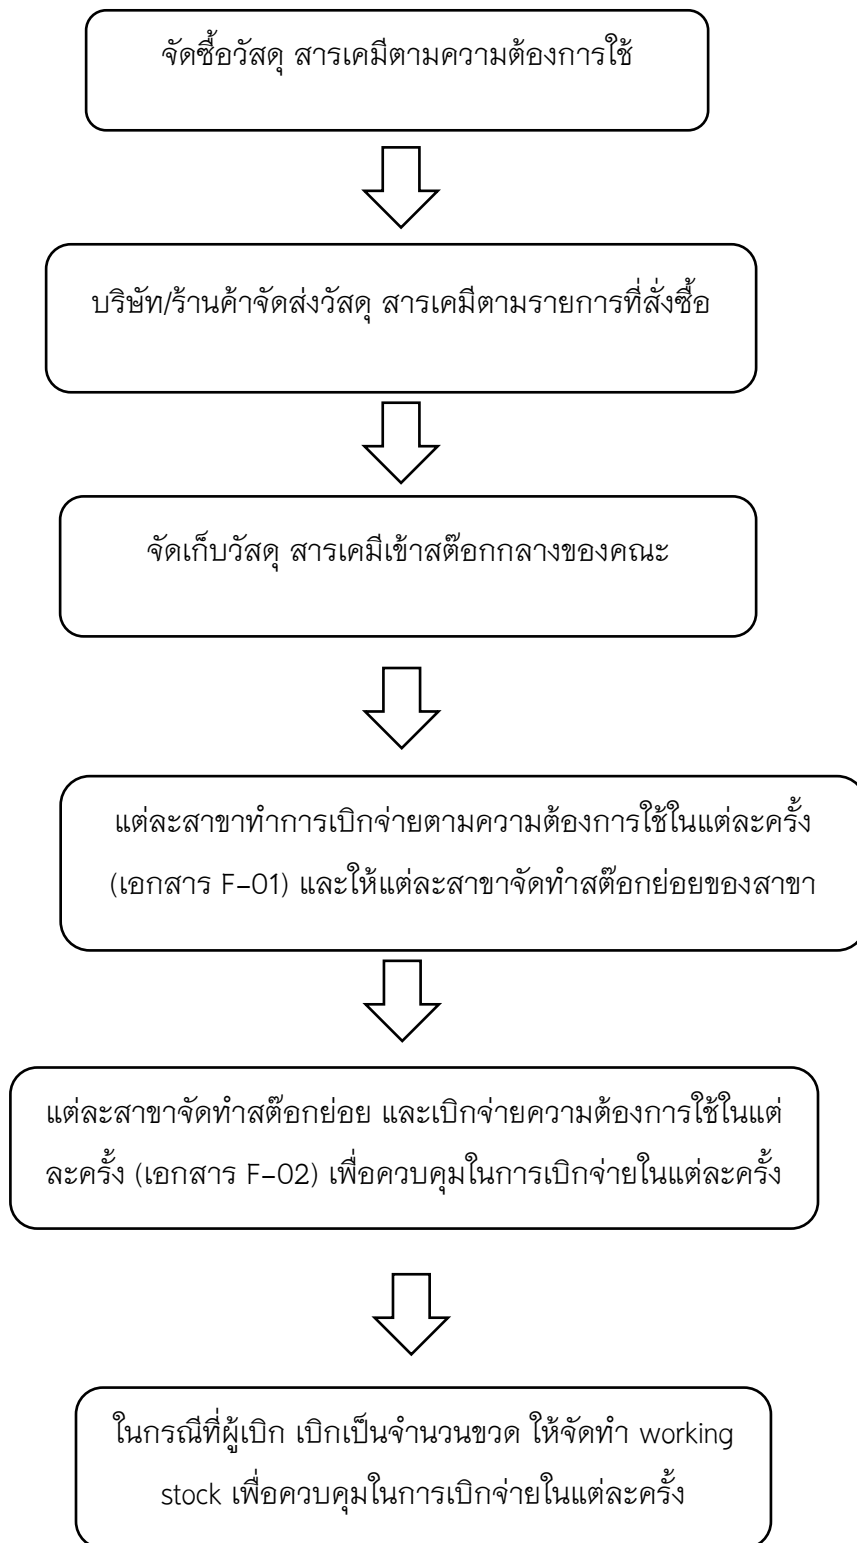 จัดซื้อวัสดุ สารเคมีตามความต้องการใช้
บริษัท/ร้านค้าจัดส่งวัสดุ สารเคมีตามรายการที่สั่งซื้อ
จัดเก็บวัสดุ สารเคมีเข้าสต๊อกกลางของคณะ
แต่ละสาขาทำการเบิกจ่ายตามความต้องการใช้ในแต่ละครั้ง
(เอกสาร F-01) และให้แต่ละสาขาจัดทำสต๊อกย่อยของสาขา
แต่ละสาขาจัดทำสต๊อกย่อย และเบิกจ่ายความต้องการใช้ในแต่
ละครั้ง (เอกสาร F-02) เพื่อควบคุมในการเบิกจ่ายในแต่ละครั้ง
ในกรณีที่ผู้เบิก เบิกเป็นจำนวนขวด ให้จัดทำ working
stock เพื่อควบคุมในการเบิกจ่ายในแต่ละครั้ง